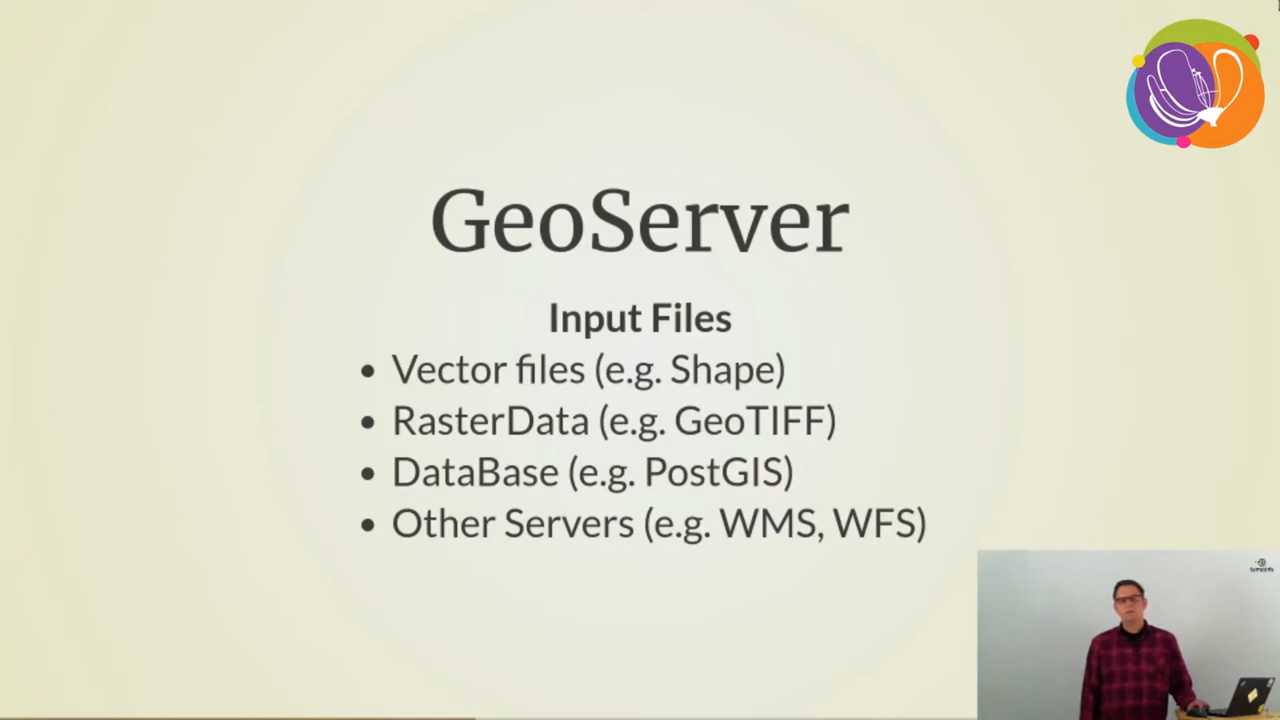 GeoServer
Input Files
• Vector files (e.g. Shape)
• RasterData (e.g. GeoTIFF)
• DataBase (e.g. PostGIS)
• Other Servers (e.g. WMS, WFS)